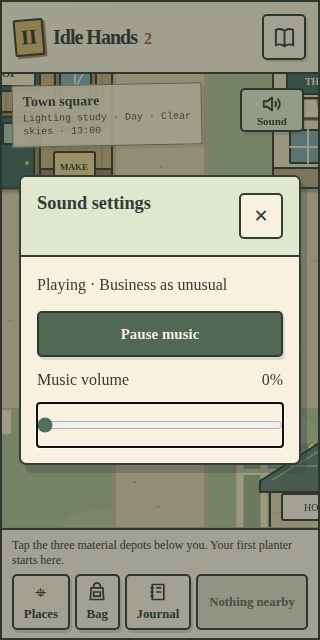 II Idle Hands 2
TH
Town square
Lighting study · Day · Clear
skies · 13:00
Sound
MAKE
Sound settings
✕
Playing · Business as unusual
Pause music
Music volume 0%
HO
Tap the three material depots below you. Your first planter
starts here.
Places
Bag
Journal
Nothing nearby